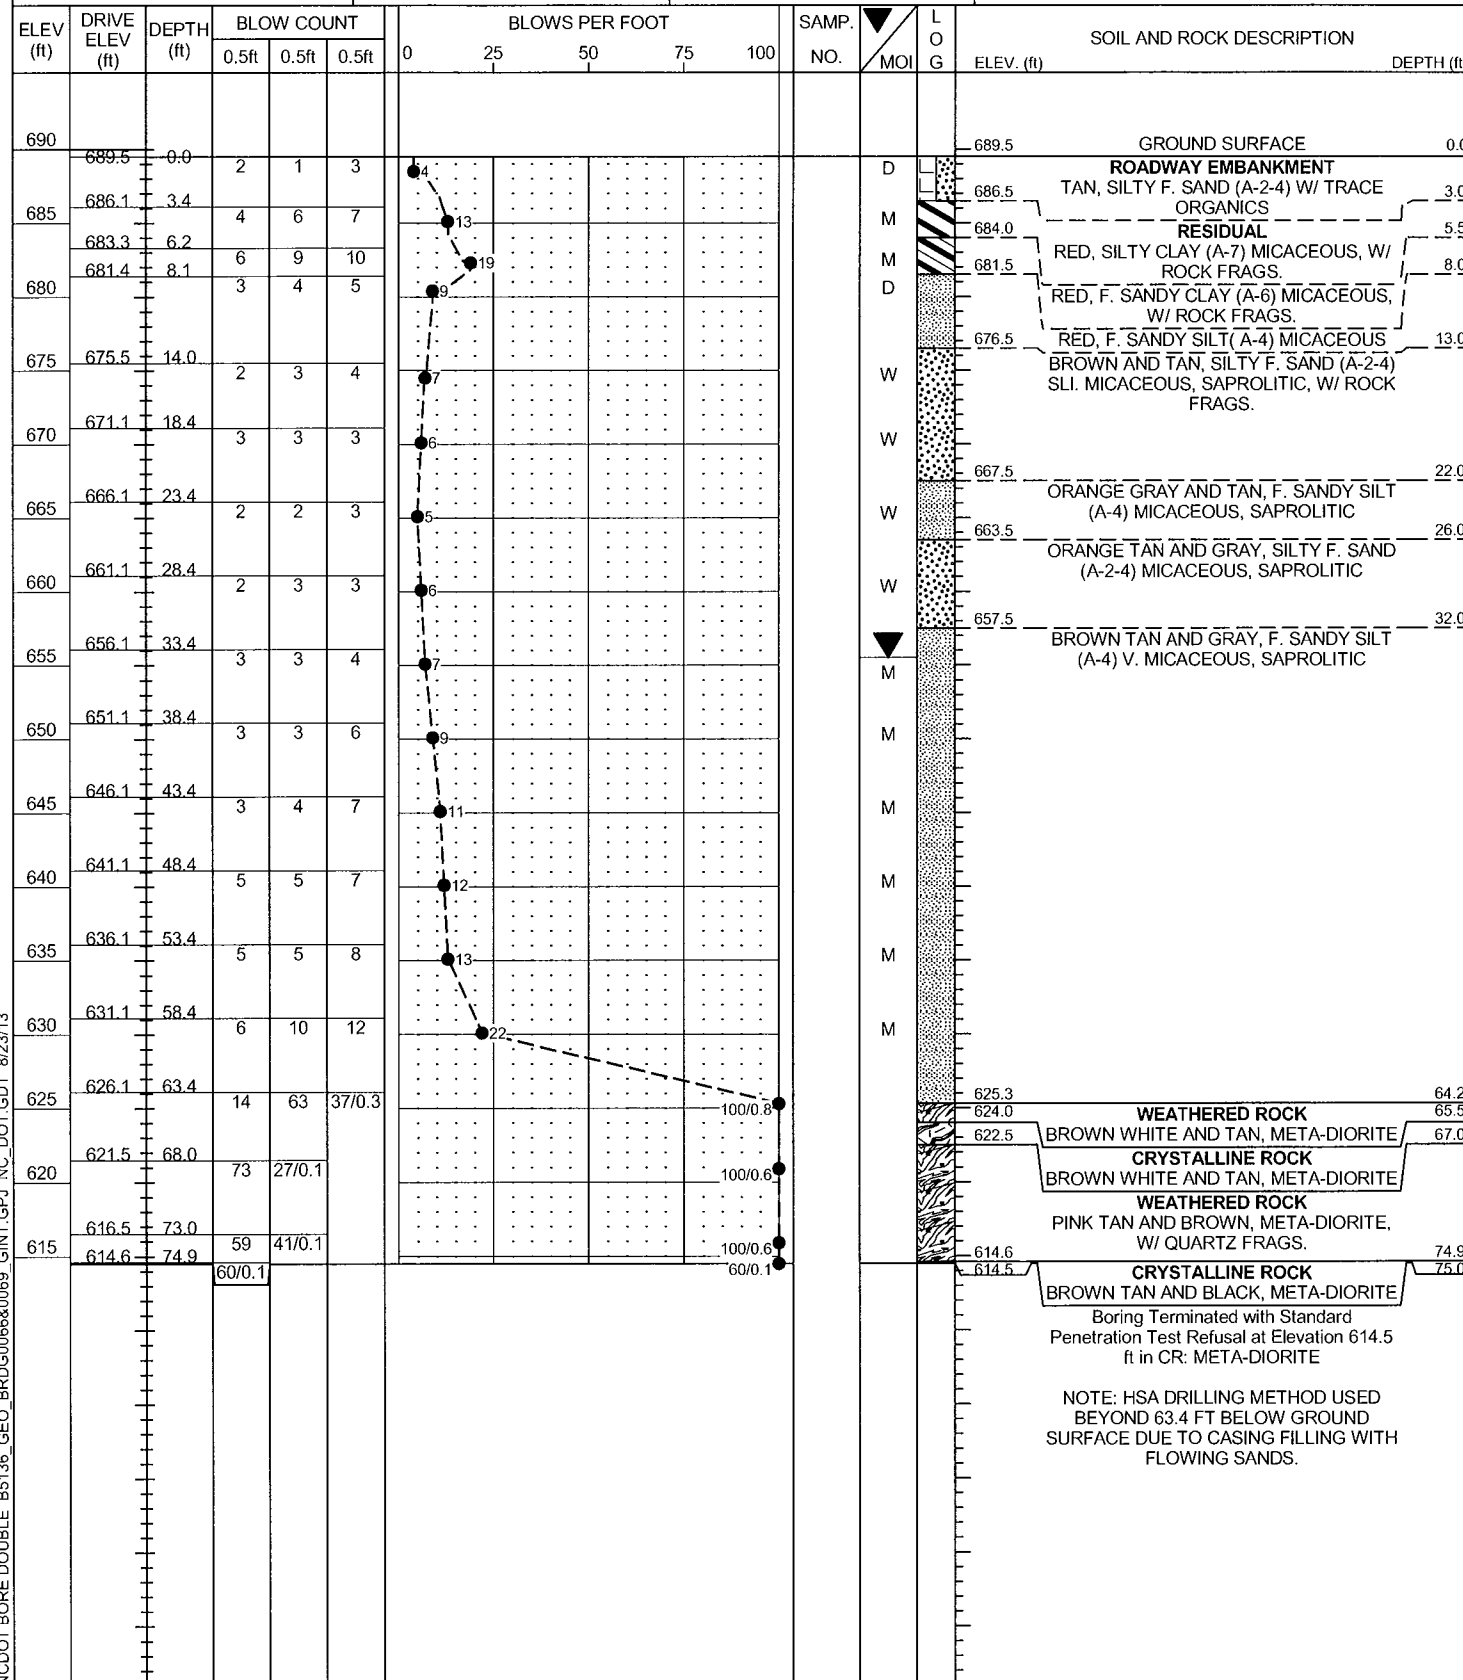 ELEV (ft) DRIVE ELEV (ft) DEPTH (ft) BLOW COUNT BLOWS PER FOOT SAMP. NO. MOI LOG SOIL AND ROCK DESCRIPTION
0.5ft 0.5ft 0.5ft 0 25 50 75 100 ELEV. (ft) DEPTH (ft
690
689.5 0.0 689.5 GROUND SURFACE 0.0
2 1 3 4 D ROADWAY EMBANKMENT
TAN, SILTY F. SAND (A-2-4) W/ TRACE
686.1 3.4 686.5 ORGANICS 3.0
685 4 6 7 13 M RESIDUAL
684.0 5.5
683.3 6.2 RED, SILTY CLAY (A-7) MICACEOUS, W/
6 9 10 19 M ROCK FRAGS.
681.4 8.1 681.5 8.0
680 3 4 5 9 D RED, F. SANDY CLAY (A-6) MICACEOUS,
W/ ROCK FRAGS.
676.5 RED, F. SANDY SILT( A-4) MICACEOUS 13.0
675 675.5 14.0 BROWN AND TAN, SILTY F. SAND (A-2-4)
2 3 4 7 W SLI. MICACEOUS, SAPROLITIC, W/ ROCK
FRAGS.
671.1 18.4
670 3 3 3 6 W
667.5 22.0
666.1 23.4 ORANGE GRAY AND TAN, F. SANDY SILT
665 2 2 3 5 W (A-4) MICACEOUS, SAPROLITIC
663.5 26.0
661.1 28.4 ORANGE TAN AND GRAY, SILTY F. SAND
660 2 3 3 6 W (A-2-4) MICACEOUS, SAPROLITIC
657.5 32.0
656.1 33.4 BROWN TAN AND GRAY, F. SANDY SILT
655 3 3 4 7 M (A-4) V. MICACEOUS, SAPROLITIC
651.1 38.4
650 3 3 6 9 M
646.1 43.4
645 3 4 7 11 M
641.1 48.4
640 5 5 7 12 M
636.1 53.4
635 5 5 8 13 M
631.1 58.4
630 6 10 12 22 M
626.1 63.4 625.3 64.2
625 14 63 37/0.3 100/0.8 624.0 WEATHERED ROCK 65.5
622.5 BROWN WHITE AND TAN, META-DIORITE 67.0
621.5 68.0 CRYSTALLINE ROCK
620 73 27/0.1 100/0.6 BROWN WHITE AND TAN, META-DIORITE
WEATHERED ROCK
616.5 73.0 PINK TAN AND BROWN, META-DIORITE,
615 59 41/0.1 100/0.6 W/ QUARTZ FRAGS.
614.6 74.9 614.6 74.9
60/0.1 60/0.1 614.5 CRYSTALLINE ROCK 75.0
BROWN TAN AND BLACK, META-DIORITE
Boring Terminated with Standard
Penetration Test Refusal at Elevation 614.5
ft in CR: META-DIORITE
NOTE: HSA DRILLING METHOD USED
BEYOND 63.4 FT BELOW GROUND
SURFACE DUE TO CASING FILLING WITH
FLOWING SANDS.
NCDOT BORE DOUBLE B5136_GEO_BRDG0066&0069_GINT.GPJ NC_DOT.GDT 8/23/13